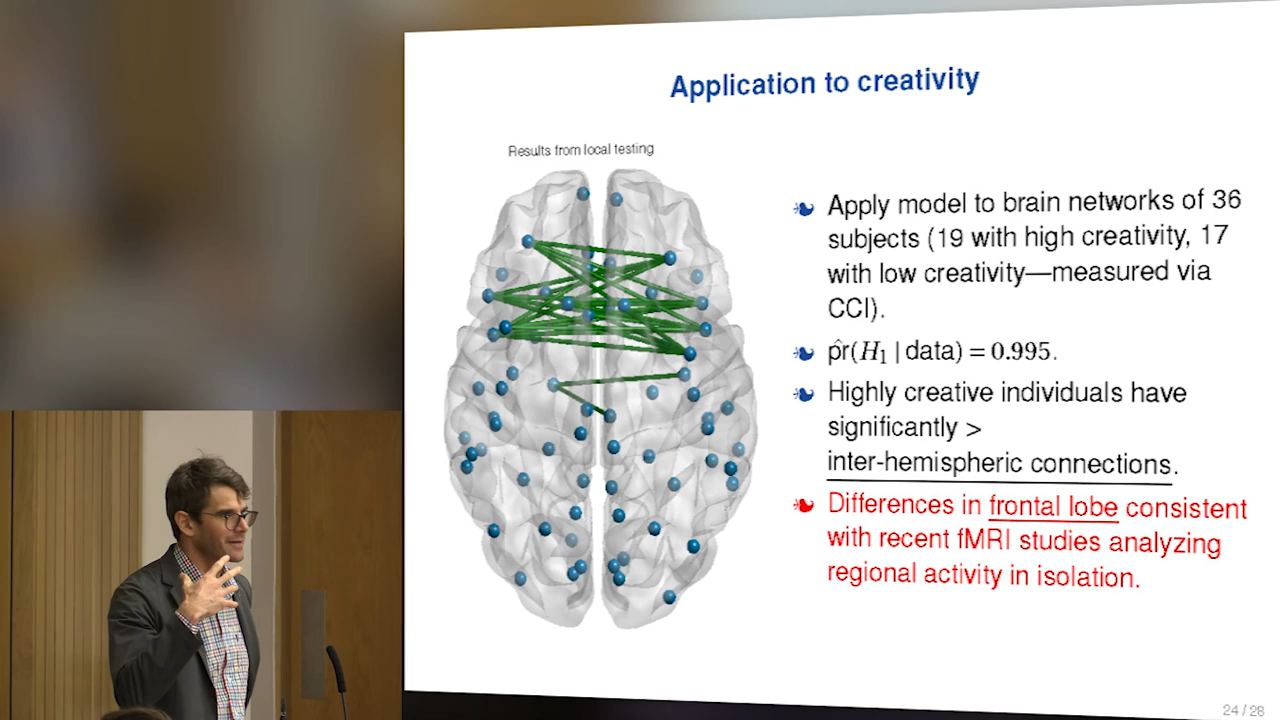 Application to creativity
Results from local testing
Apply model to brain networks of 36
subjects (19 with high creativity, 17
with low creativity—measured via
CCI).
p̂r(H₁ | data) = 0.995.
Highly creative individuals have
significantly >
inter-hemispheric connections.
Differences in frontal lobe consistent
with recent fMRI studies analyzing
regional activity in isolation.
24 / 28